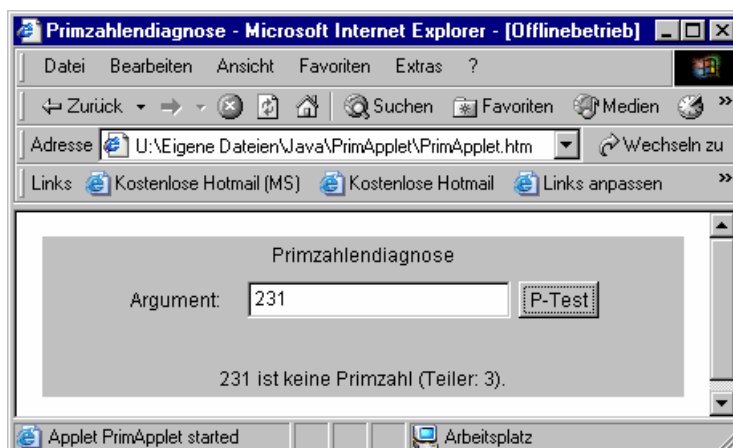 Primzahlendiagnose - Microsoft Internet Explorer - [Offlinebetrieb]
Datei Bearbeiten Ansicht Favoriten Extras ?
Zurück Suchen Favoriten Medien »
Adresse U:\Eigene Dateien\Java\PrimApplet\PrimApplet.htm Wechseln zu
Links Kostenlose Hotmail (MS) Kostenlose Hotmail Links anpassen »
Primzahlendiagnose
Argument: 231 P-Test
231 ist keine Primzahl (Teiler: 3).
Applet PrimApplet started Arbeitsplatz